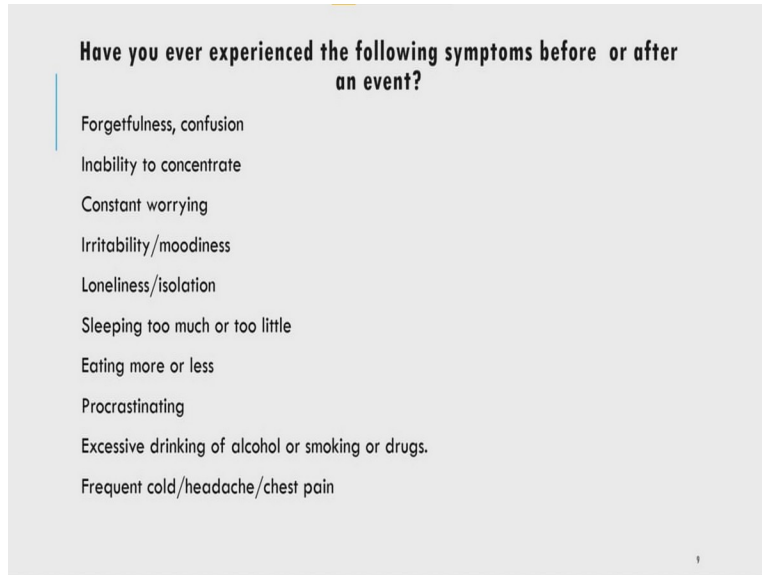 Have you ever experienced the following symptoms before or after
an event?
Forgetfulness, confusion
Inability to concentrate
Constant worrying
Irritability/moodiness
Loneliness/isolation
Sleeping too much or too little
Eating more or less
Procrastinating
Excessive drinking of alcohol or smoking or drugs.
Frequent cold/headache/chest pain
9